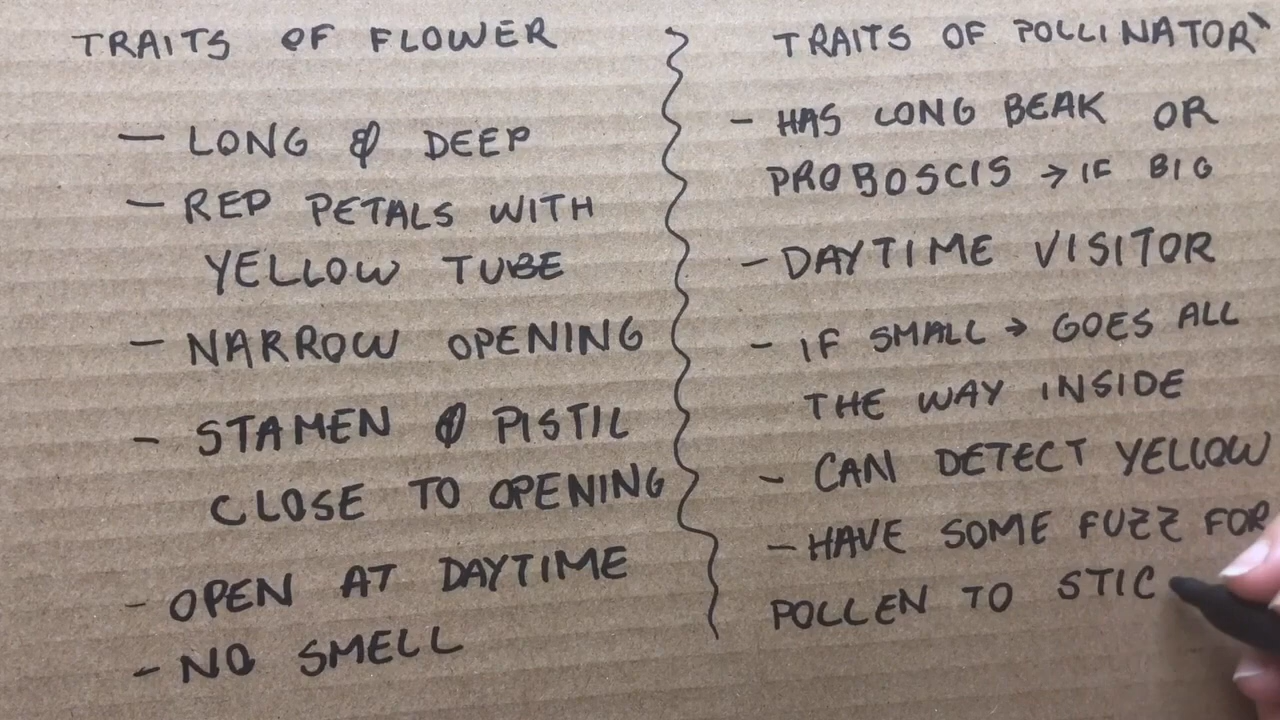 TRAITS OF FLOWER
- LONG & DEEP
- RED PETALS WITH
YELLOW TUBE
- NARROW OPENING
- STAMEN & PISTIL
CLOSE TO OPENING
- OPEN AT DAYTIME
- NO SMELL
TRAITS OF POLLINATOR
- HAS LONG BEAK OR
PROBOSCIS → IF BIG
- DAYTIME VISITOR
- IF SMALL → GOES ALL
THE WAY INSIDE
- CAN DETECT YELLOW
- HAVE SOME FUZZ FOR
POLLEN TO STIC